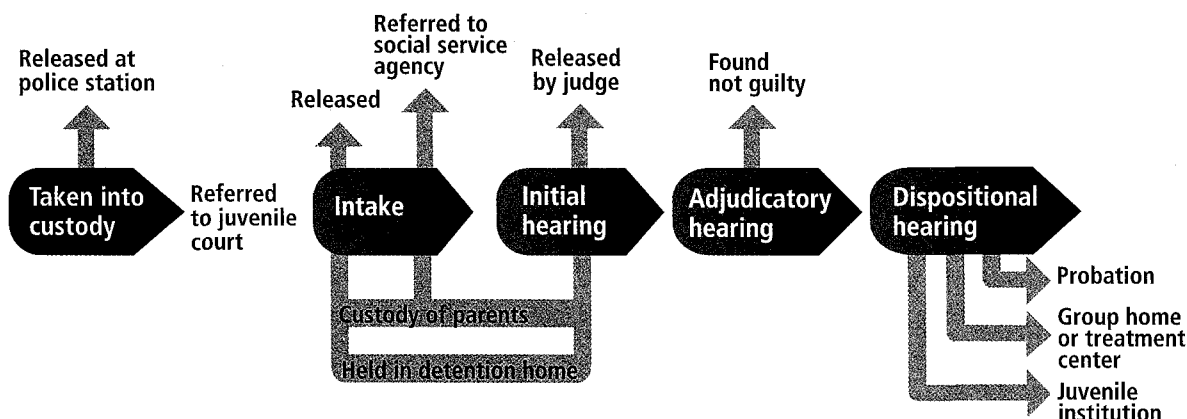 Released at
police station
Referred to
social service
agency
Released
Released
by judge
Found
not guilty
Taken into
custody
Referred
to juvenile
court
Intake
Initial
hearing
Adjudicatory
hearing
Dispositional
hearing
Custody of parents
Held in detention home
Probation
Group home
or treatment
center
Juvenile
institution